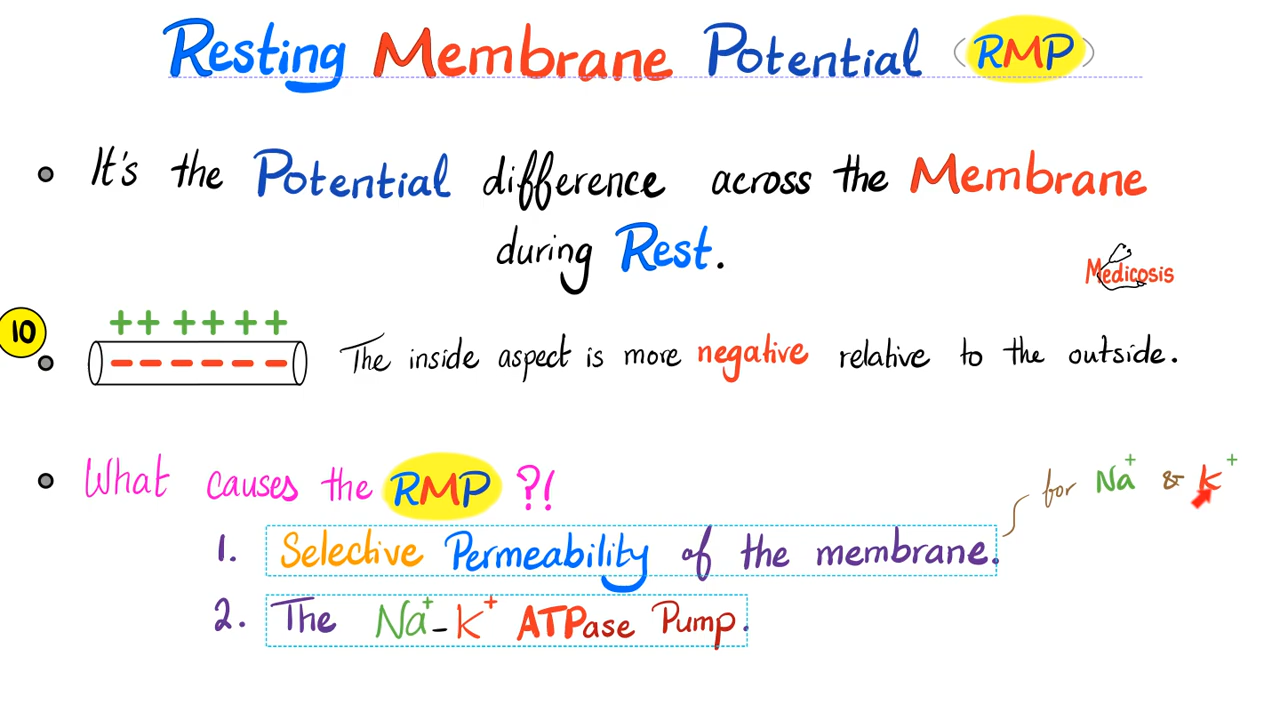 Resting Membrane Potential (RMP)
It's the Potential difference across the Membrane
during Rest.
Medicosis
10
++ ++ ++
- - - - - -
The inside aspect is more negative relative to the outside.
What causes the RMP ?!
for Na+ & K+
1. Selective Permeability of the membrane.
2. The Na+-K+ ATPase Pump.